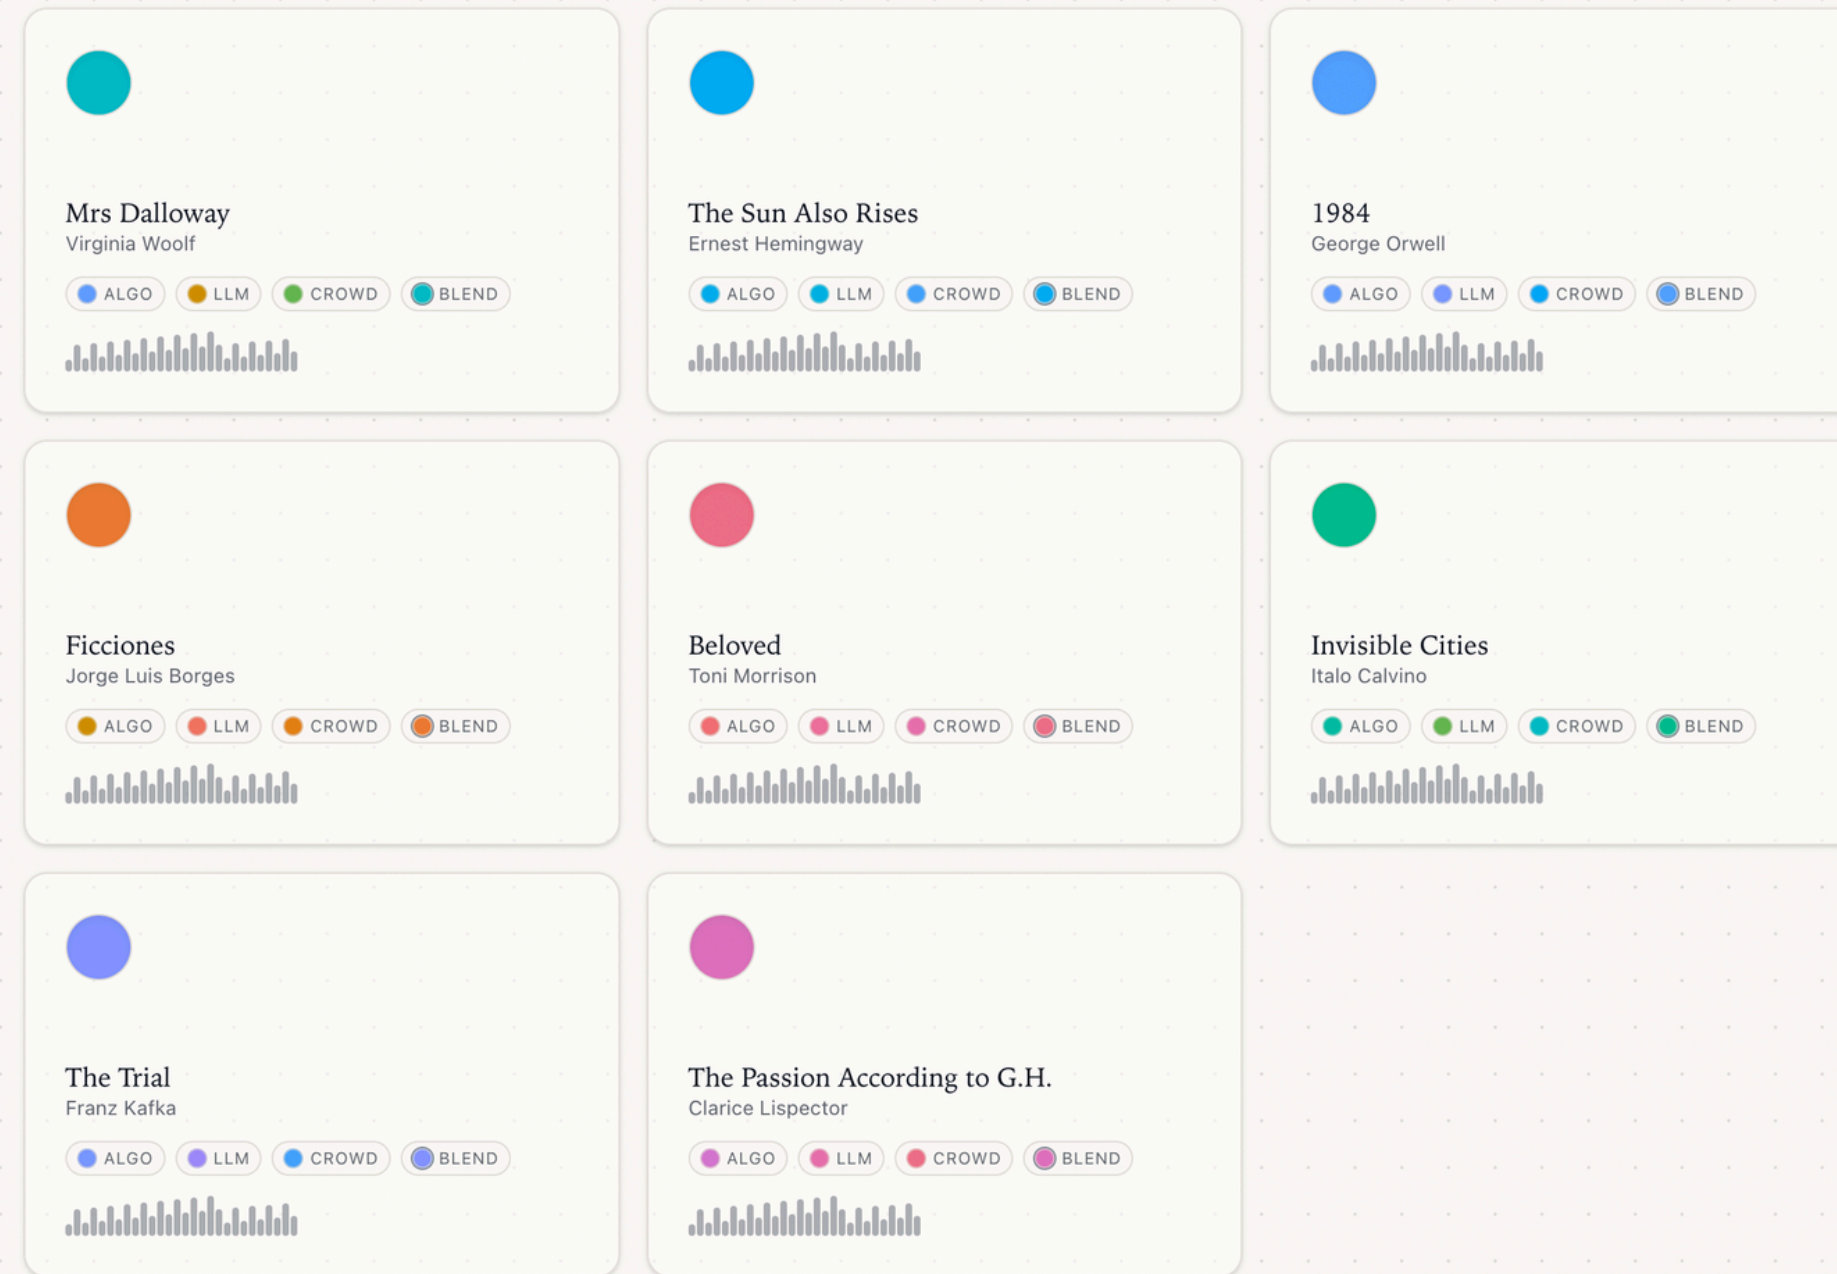 Mrs Dalloway
Virginia Woolf
ALGO LLM CROWD BLEND
The Sun Also Rises
Ernest Hemingway
ALGO LLM CROWD BLEND
1984
George Orwell
ALGO LLM CROWD BLEND
Ficciones
Jorge Luis Borges
ALGO LLM CROWD BLEND
Beloved
Toni Morrison
ALGO LLM CROWD BLEND
Invisible Cities
Italo Calvino
ALGO LLM CROWD BLEND
The Trial
Franz Kafka
ALGO LLM CROWD BLEND
The Passion According to G.H.
Clarice Lispector
ALGO LLM CROWD BLEND